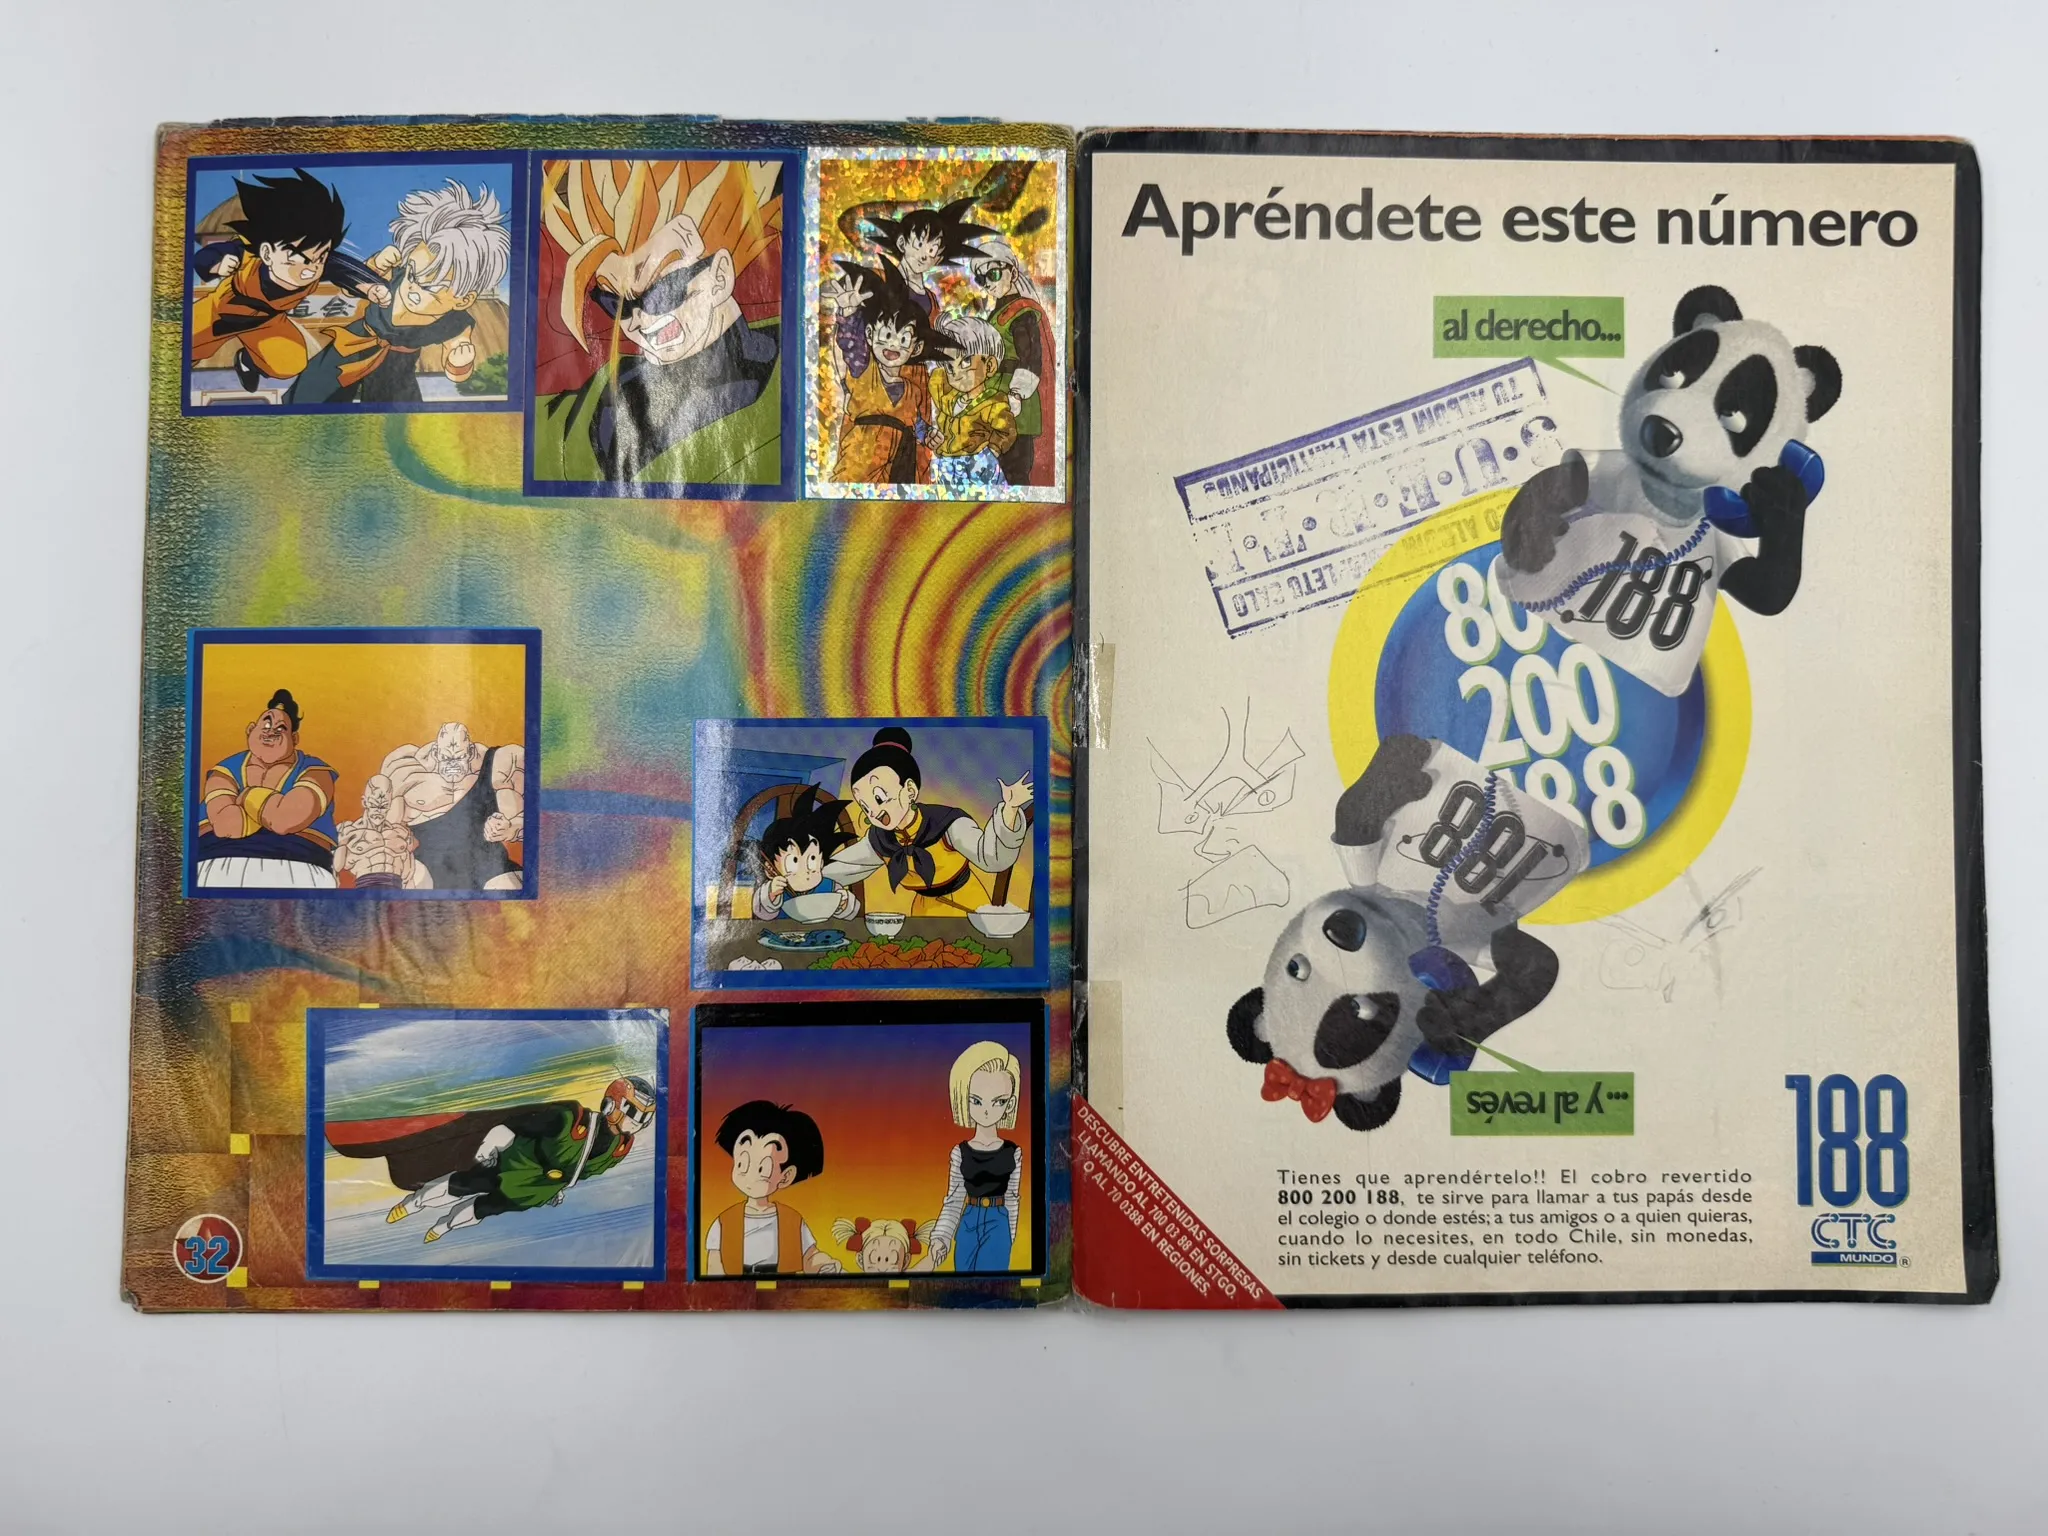 32
Apréndete este número
al derecho...
TU ALBUM ESTA PARTICIPANDO
S.U.E.R.T.E.
188
80
200
188
188
...y al revés
188
CTC
MUNDO ®
Tienes que aprendértelo!! El cobro revertido
800 200 188, te sirve para llamar a tus papás desde
el colegio o donde estés; a tus amigos o a quien quieras,
cuando lo necesites, en todo Chile, sin monedas,
sin tickets y desde cualquier teléfono.
DESCUBRE ENTRETENIDAS SORPRESAS
LLAMANDO AL 700 03 88 EN STGO.
O AL 70 0388 EN REGIONES.